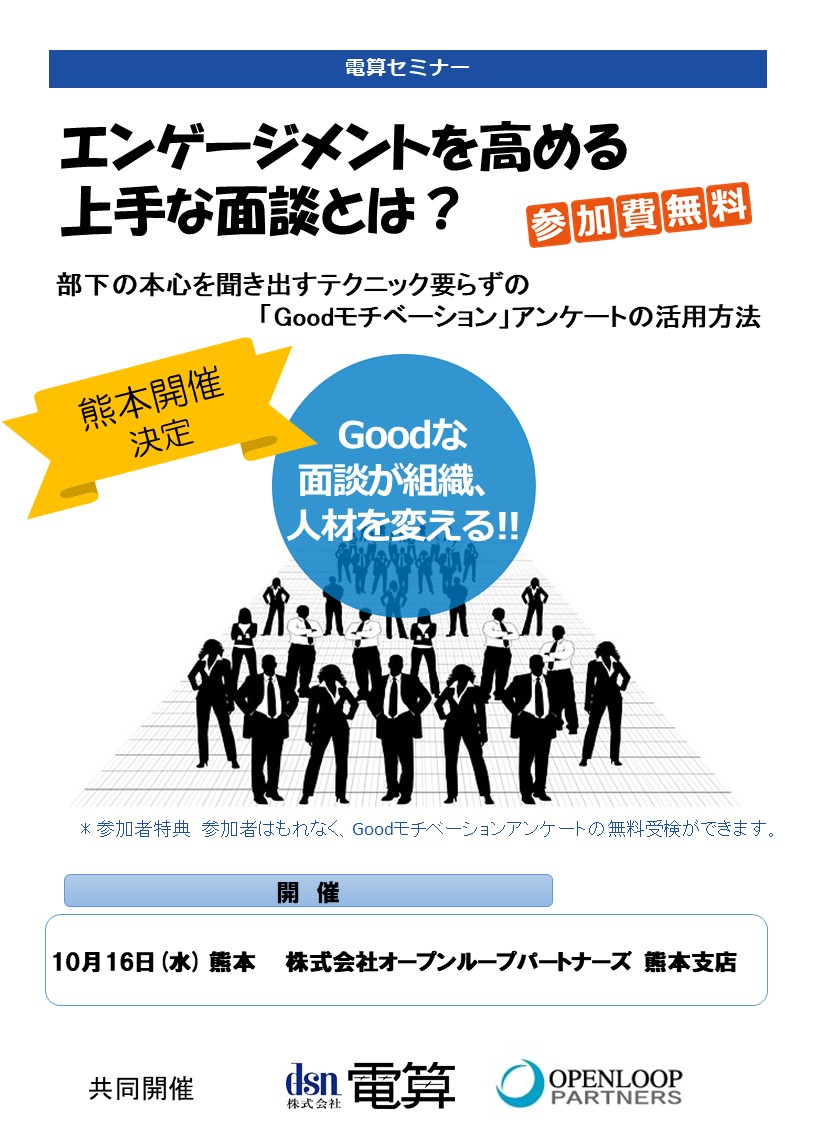 電算セミナー
エンゲージメントを高める
上手な面談とは？
参加費無料
部下の本心を聞き出すテクニック要らずの
「Goodモチベーション」アンケートの活用方法
熊本開催
決定
Goodな
面談が組織、
人材を変える!!
＊参加者特典 参加者はもれなく、Goodモチベーションアンケートの無料受検ができます。
開 催
10月16日(水) 熊本 株式会社オープンループパートナーズ 熊本支店
共同開催
dsn
株式会社
電算
OPENLOOP
PARTNERS